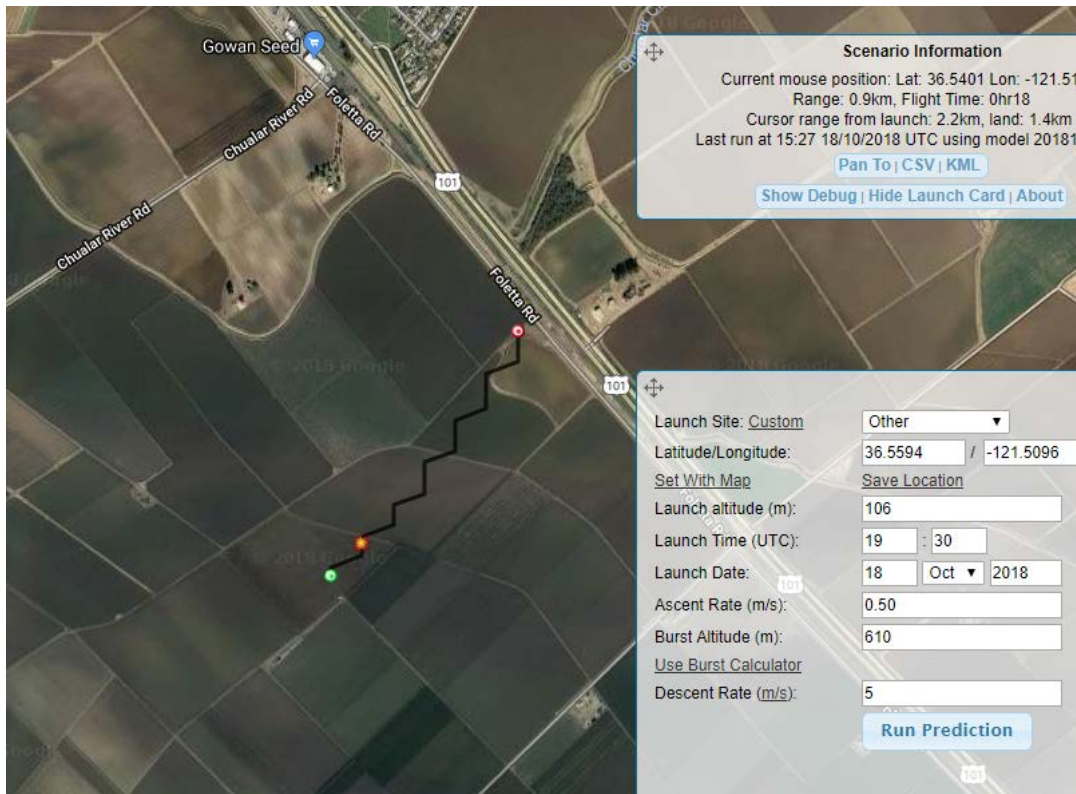 Gowan Seed
Foletta Rd
Chualar River Rd
101
Chualar River Rd
Foletta Rd
101
© 2018 Google
© 2018 Google
Google
Scenario Information
Current mouse position: Lat: 36.5401 Lon: -121.51
Range: 0.9km, Flight Time: 0hr18
Cursor range from launch: 2.2km, land: 1.4km
Last run at 15:27 18/10/2018 UTC using model 20181
Pan To | CSV | KML
Show Debug | Hide Launch Card | About
Launch Site: Custom Other
Latitude/Longitude: 36.5594 / -121.5096
Set With Map Save Location
Launch altitude (m): 106
Launch Time (UTC): 19 : 30
Launch Date: 18 Oct 2018
101
Ascent Rate (m/s): 0.50
Burst Altitude (m): 610
Use Burst Calculator
Descent Rate (m/s): 5
Run Prediction
101